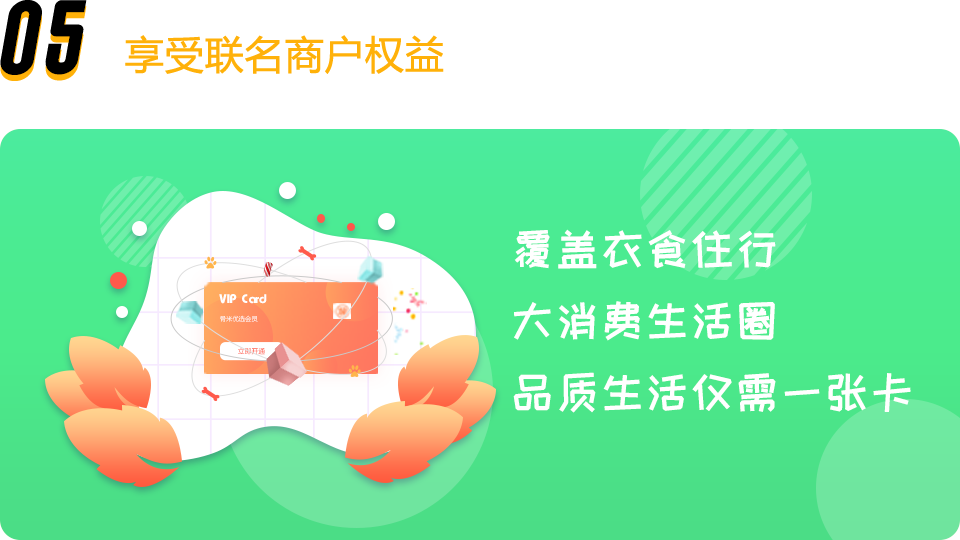 05
享受联名商户权益
VIP Card
立即开通
覆盖衣食住行
大消费生活圈
品质生活仅需一张卡